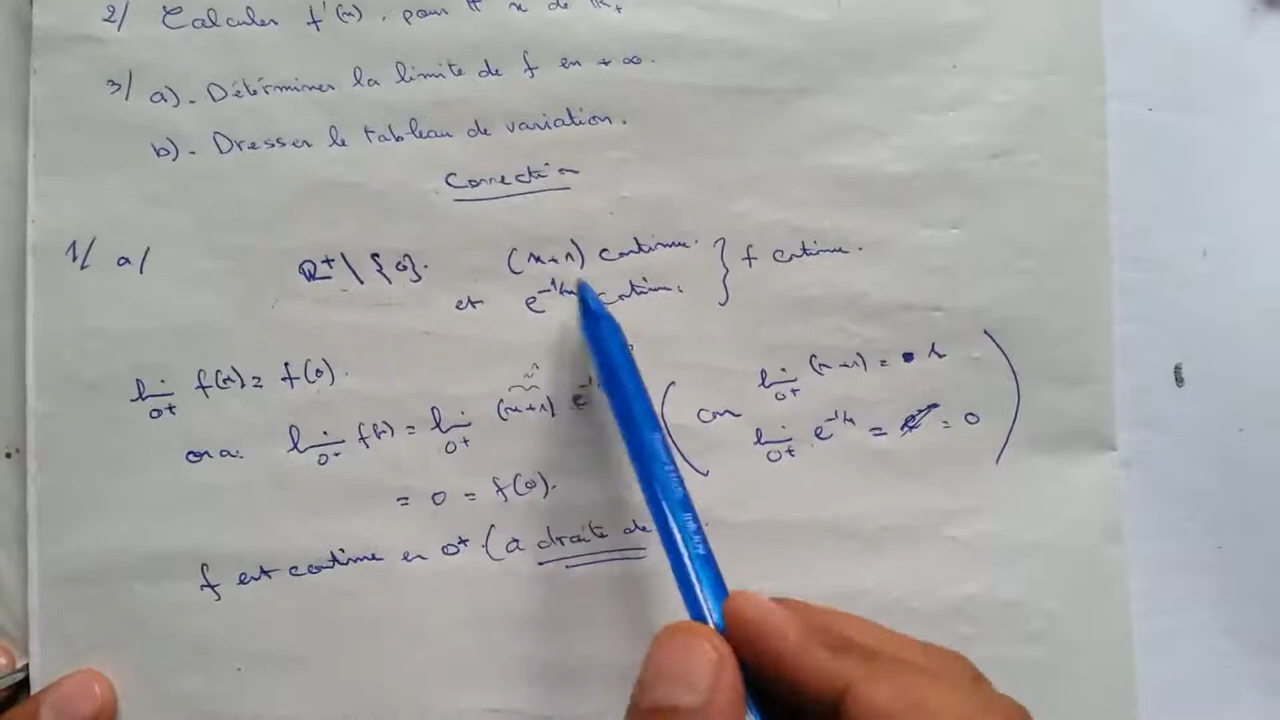 2/ Calculer f'(x), pour tt x de ℝ+
3/ a)- Déterminer la limite de f en +∞.
b)- Dresser le tableau de variation.
Correction
1/ a/ ℝ+ \ {0}. (x+1) continue. } f continue.
et e^{-1/x} continue.
lim 0+ f(x) = f(0).
on a: lim 0+ f(x) = lim 0+ (x+1) e^-
( car lim 0+ (x+1) = 1
lim 0+ e^{-1/x} = = 0 )
= 0 = f(0).
f est continue en 0+ (à droite de